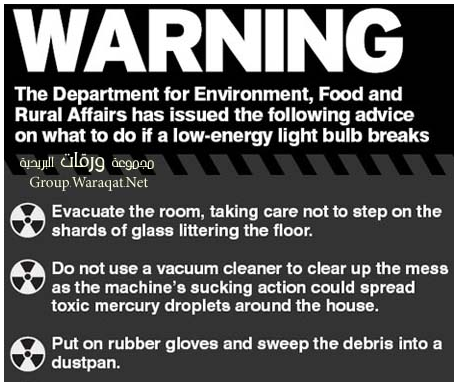 WARNING
The Department for Environment, Food and
Rural Affairs has issued the following advice
on what to do if a low-energy light bulb breaks
مجموعة ورقات البريدية
Group.Waraqat.Net
Evacuate the room, taking care not to step on the
shards of glass littering the floor.
Do not use a vacuum cleaner to clear up the mess
as the machine's sucking action could spread
toxic mercury droplets around the house.
Put on rubber gloves and sweep the debris into a
dustpan.